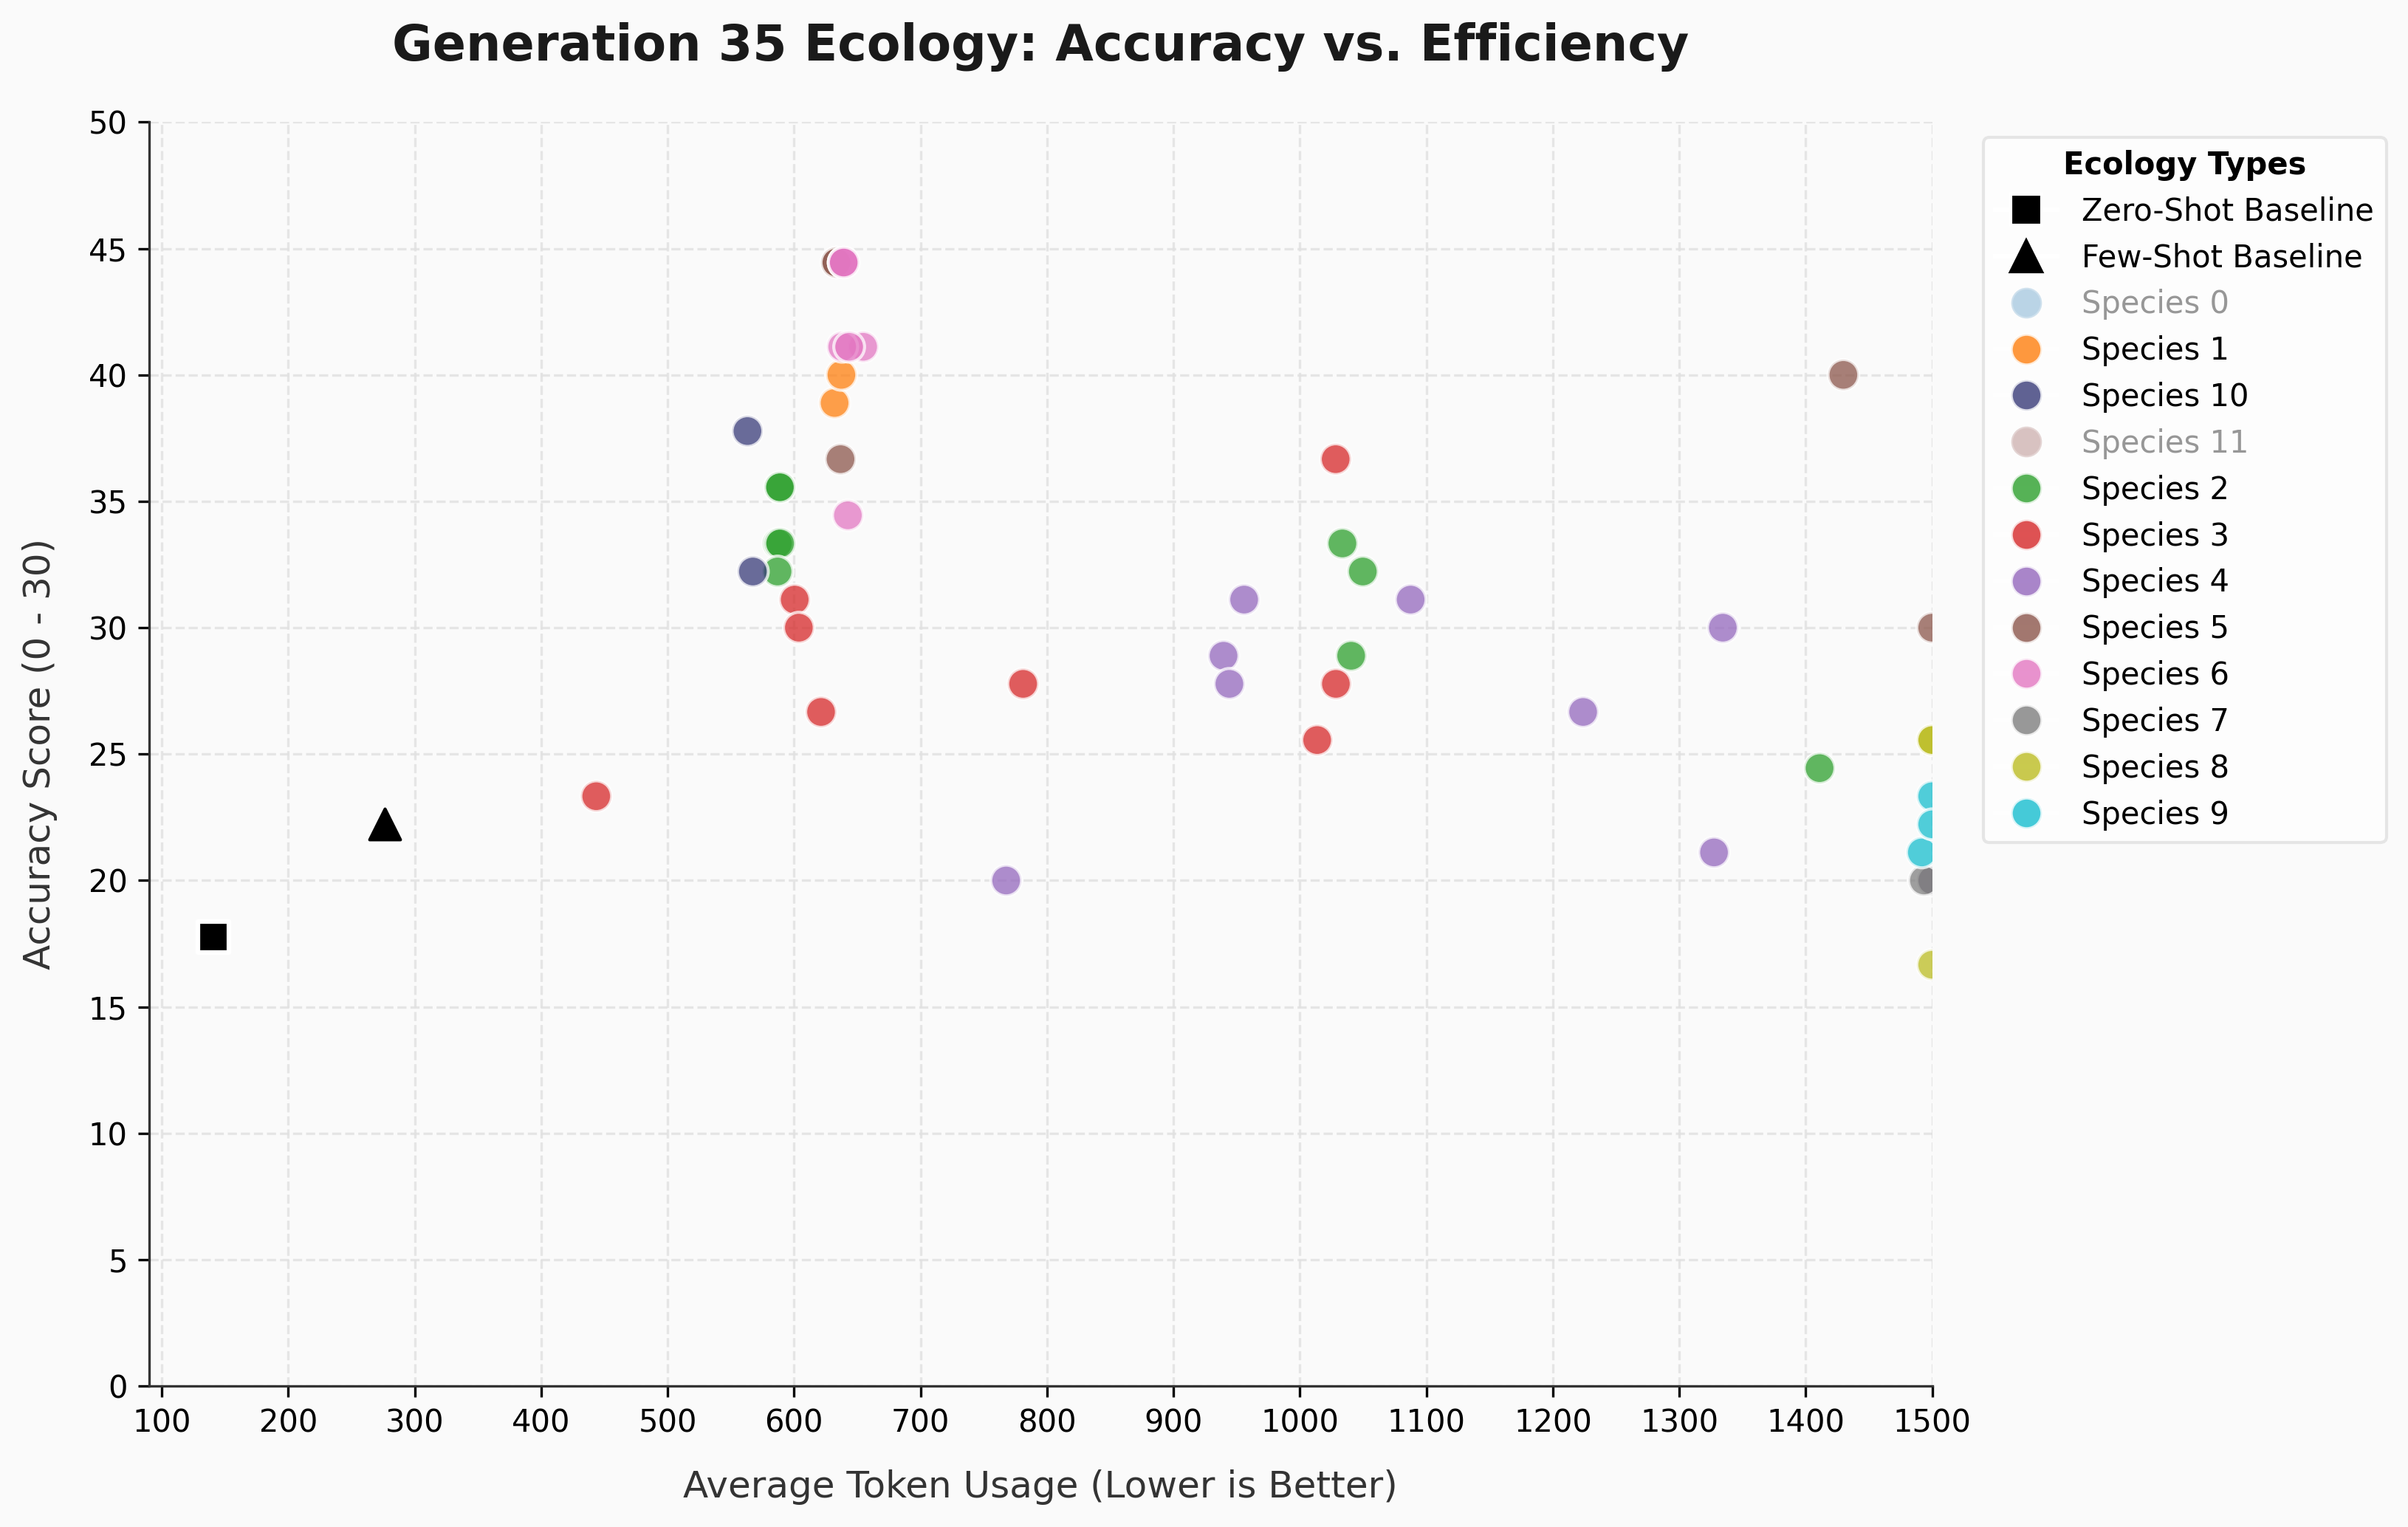 Generation 35 Ecology: Accuracy vs. Efficiency
Accuracy Score (0 - 30)
50
45
40
35
30
25
20
15
10
5
0
100 200 300 400 500 600 700 800 900 1000 1100 1200 1300 1400 1500
Average Token Usage (Lower is Better)
Ecology Types
Zero-Shot Baseline
Few-Shot Baseline
Species 0
Species 1
Species 10
Species 11
Species 2
Species 3
Species 4
Species 5
Species 6
Species 7
Species 8
Species 9